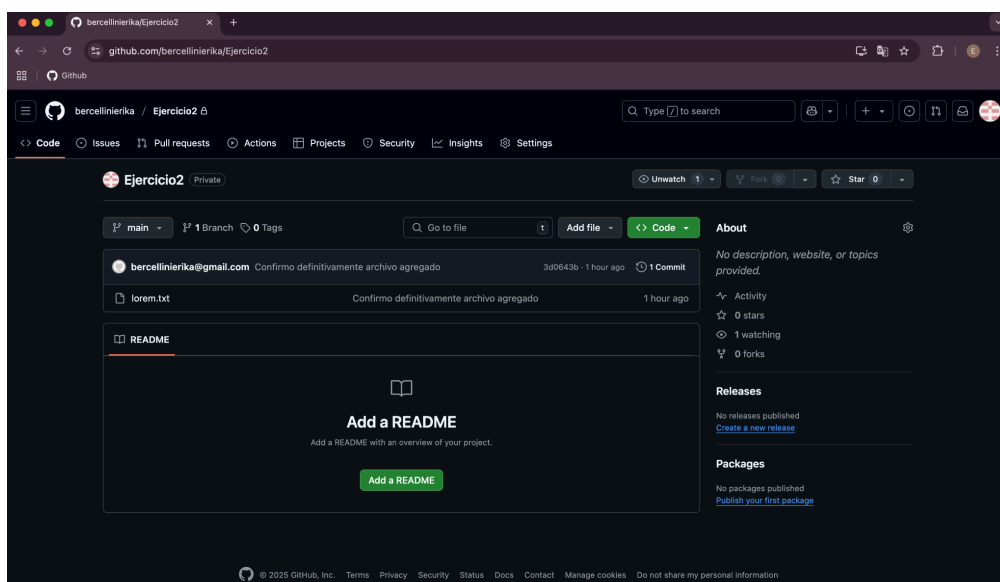 bercellinierika/Ejercicio2
github.com/bercellinierika/Ejercicio2
Github
bercellinierika / Ejercicio2
Type / to search
Code Issues Pull requests Actions Projects Security Insights Settings
Ejercicio2 Private
Unwatch 1 Fork 0 Star 0
main 1 Branch 0 Tags Go to file t Add file Code
bercellinierika@gmail.com Confirmo definitivamente archivo agregado 3d0643b · 1 hour ago 1 Commit
lorem.txt Confirmo definitivamente archivo agregado 1 hour ago
README
Add a README
Add a README with an overview of your project.
Add a README
About
No description, website, or topics
provided.
Activity
0 stars
1 watching
0 forks
Releases
No releases published
Create a new release
Packages
No packages published
Publish your first package
© 2025 GitHub, Inc. Terms Privacy Security Status Docs Contact Manage cookies Do not share my personal information
E